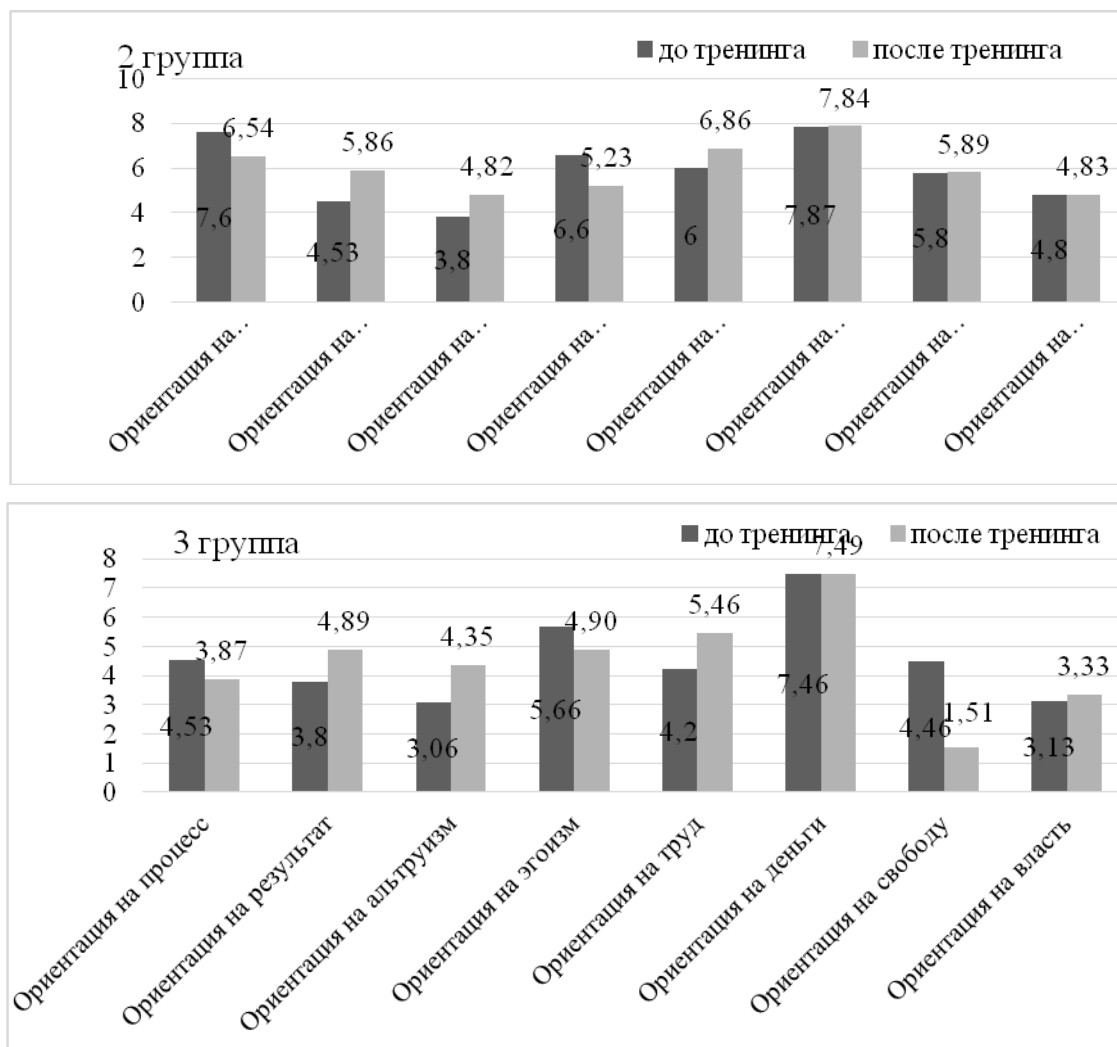 2 группа
до тренинга
после тренинга
10
8
6
4
2
0
6,54
5,86
4,82
5,23
6,86
7,84
5,89
4,83
7,6
4,53
3,8
6,6
6
7,87
5,8
4,8
Ориентация на…
Ориентация на…
Ориентация на…
Ориентация на…
Ориентация на…
Ориентация на…
Ориентация на…
Ориентация на…
3 группа
до тренинга
после тренинга
8
7
6
5
4
3
2
1
0
3,87
4,89
4,35
4,90
5,46
7,49
1,51
3,33
4,53
3,8
3,06
5,66
4,2
7,46
4,46
3,13
Ориентация на процесс
Ориентация на результат
Ориентация на альтруизм
Ориентация на эгоизм
Ориентация на труд
Ориентация на деньги
Ориентация на свободу
Ориентация на власть